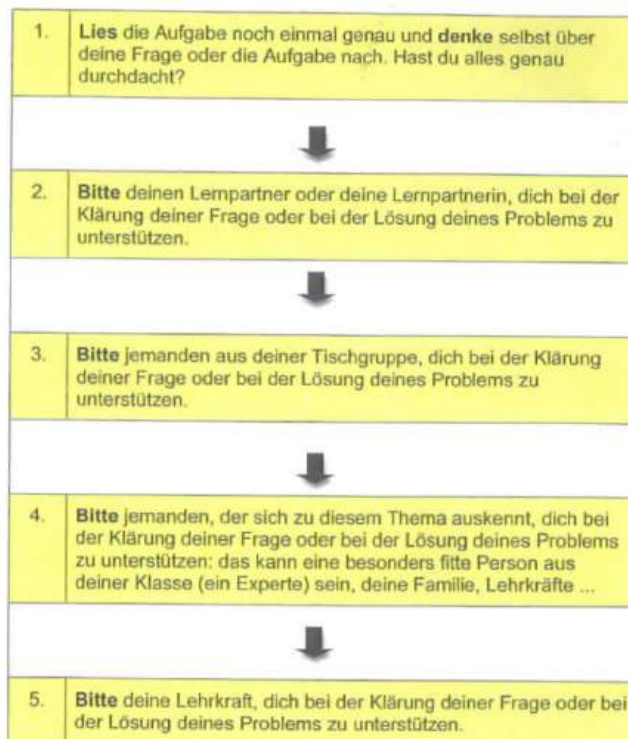 1. Lies die Aufgabe noch einmal genau und denke selbst über
deine Frage oder die Aufgabe nach. Hast du alles genau
durchdacht?
2. Bitte deinen Lernpartner oder deine Lernpartnerin, dich bei der
Klärung deiner Frage oder bei der Lösung deines Problems zu
unterstützen.
3. Bitte jemanden aus deiner Tischgruppe, dich bei der Klärung
deiner Frage oder bei der Lösung deines Problems zu
unterstützen.
4. Bitte jemanden, der sich zu diesem Thema auskennt, dich bei
der Klärung deiner Frage oder bei der Lösung deines Problems
zu unterstützen: das kann eine besonders fitte Person aus
deiner Klasse (ein Experte) sein, deine Familie, Lehrkräfte ...
5. Bitte deine Lehrkraft, dich bei der Klärung deiner Frage oder bei
der Lösung deines Problems zu unterstützen.